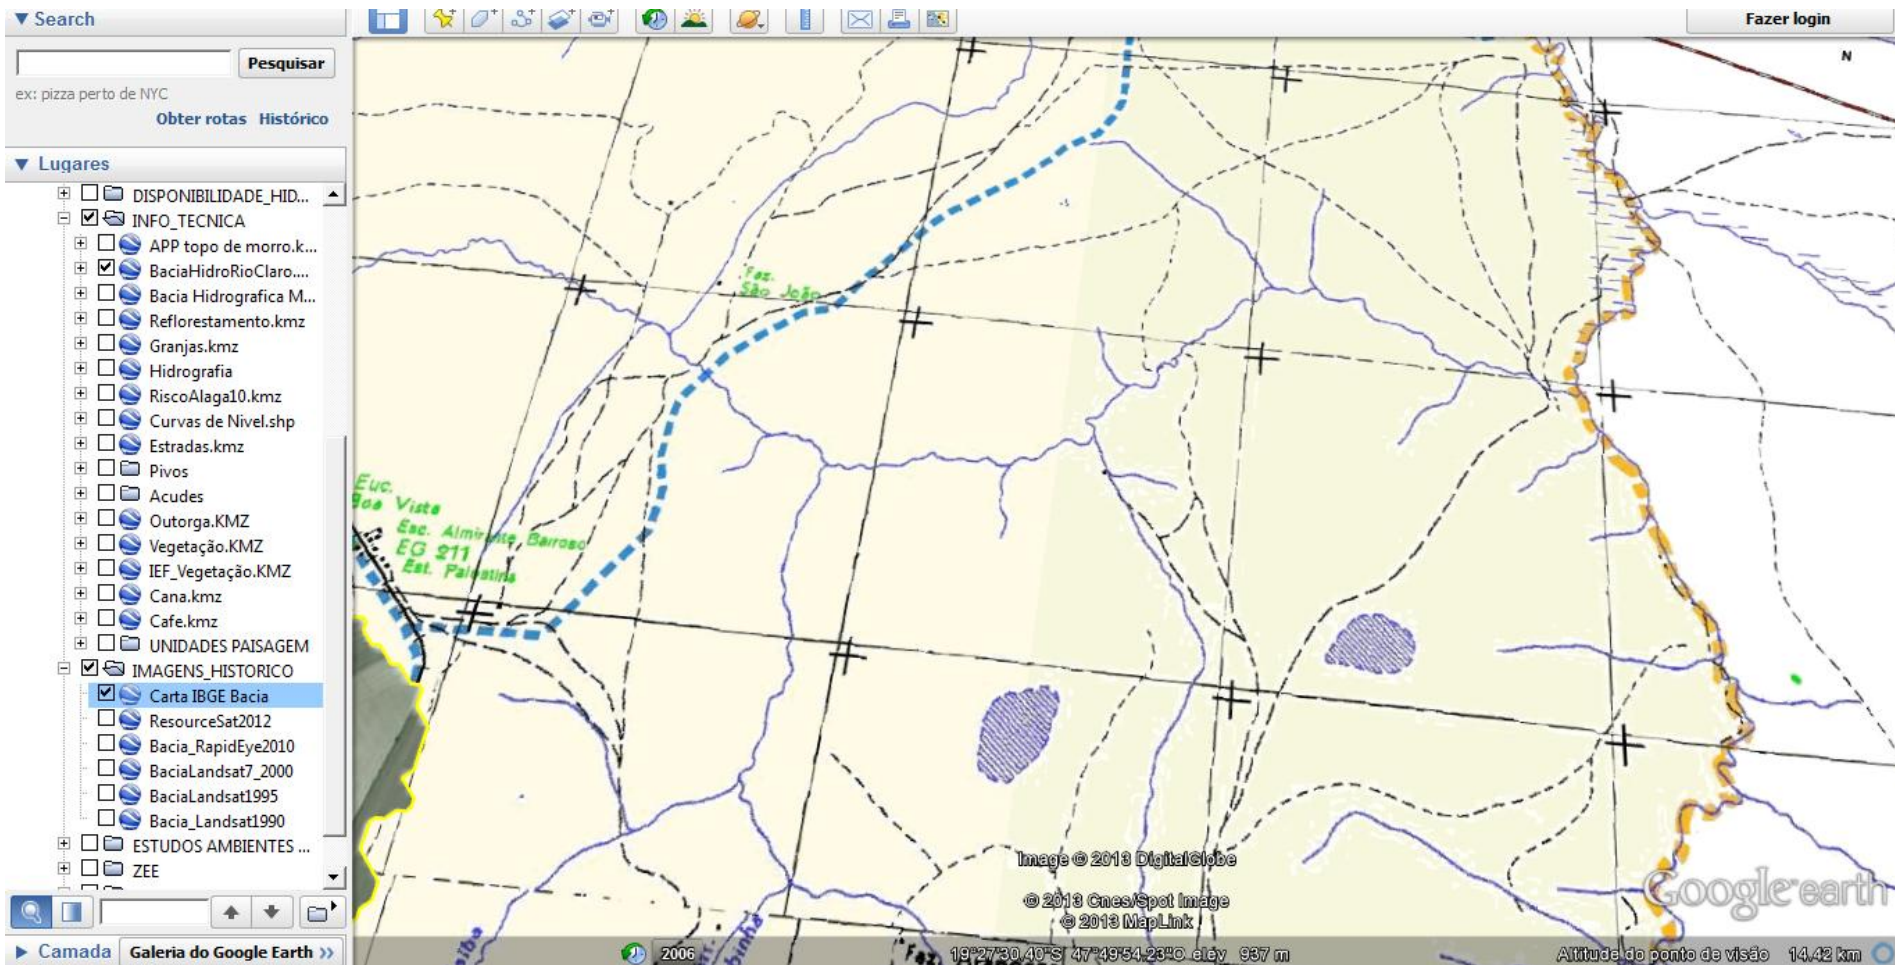 Search
Fazer login
Pesquisar
ex: pizza perto de NYC
Obter rotas Histórico
Lugares
DISPONIBILIDADE_HID...
INFO_TECNICA
APP topo de morro.k...
BaciaHidroRioClaro....
Bacia Hidrografica M...
Reflorestamento.kmz
Granjas.kmz
Hidrografia
RiscoAlaga10.kmz
Curvas de Nivel.shp
Estradas.kmz
Pivos
Acudes
Outorga.KMZ
Vegetação.KMZ
IEF_Vegetação.KMZ
Cana.kmz
Cafe.kmz
UNIDADES PAISAGEM
IMAGENS_HISTORICO
Carta IBGE Bacia
ResourceSat2012
Bacia_RapidEye2010
BaciaLandsat7_2000
BaciaLandsat1995
Bacia_Landsat1990
ESTUDOS AMBIENTES ...
ZEE
Camada
Galeria do Google Earth >>
N
Faz.
São João
Euc.
Boa Vista
Esc. Almirante Barroso
EG 211
Est. Palestina
Image © 2013 DigitalGlobe
© 2013 Cnes/Spot Image
© 2013 MapLink
Google earth
2006
19°27'30.40"S 47°49'54.23"O elev 937 m
Altitude do ponto de visão 14.42 km